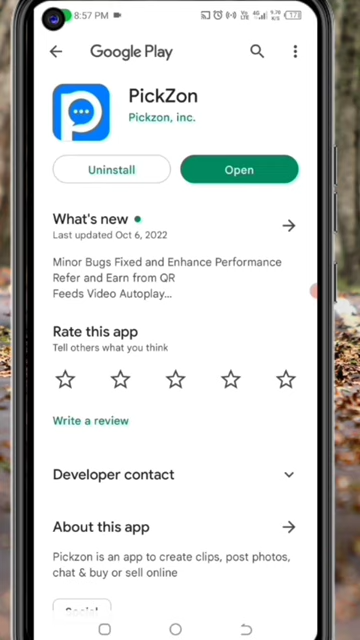 8:57 PM
Google Play
PickZon
Pickzon, inc.
Uninstall
Open
What's new
Last updated Oct 6, 2022
Minor Bugs Fixed and Enhance Performance
Refer and Earn from QR
Feeds Video Autoplay...
Rate this app
Tell others what you think
Write a review
Developer contact
About this app
Pickzon is an app to create clips, post photos,
chat & buy or sell online
Social